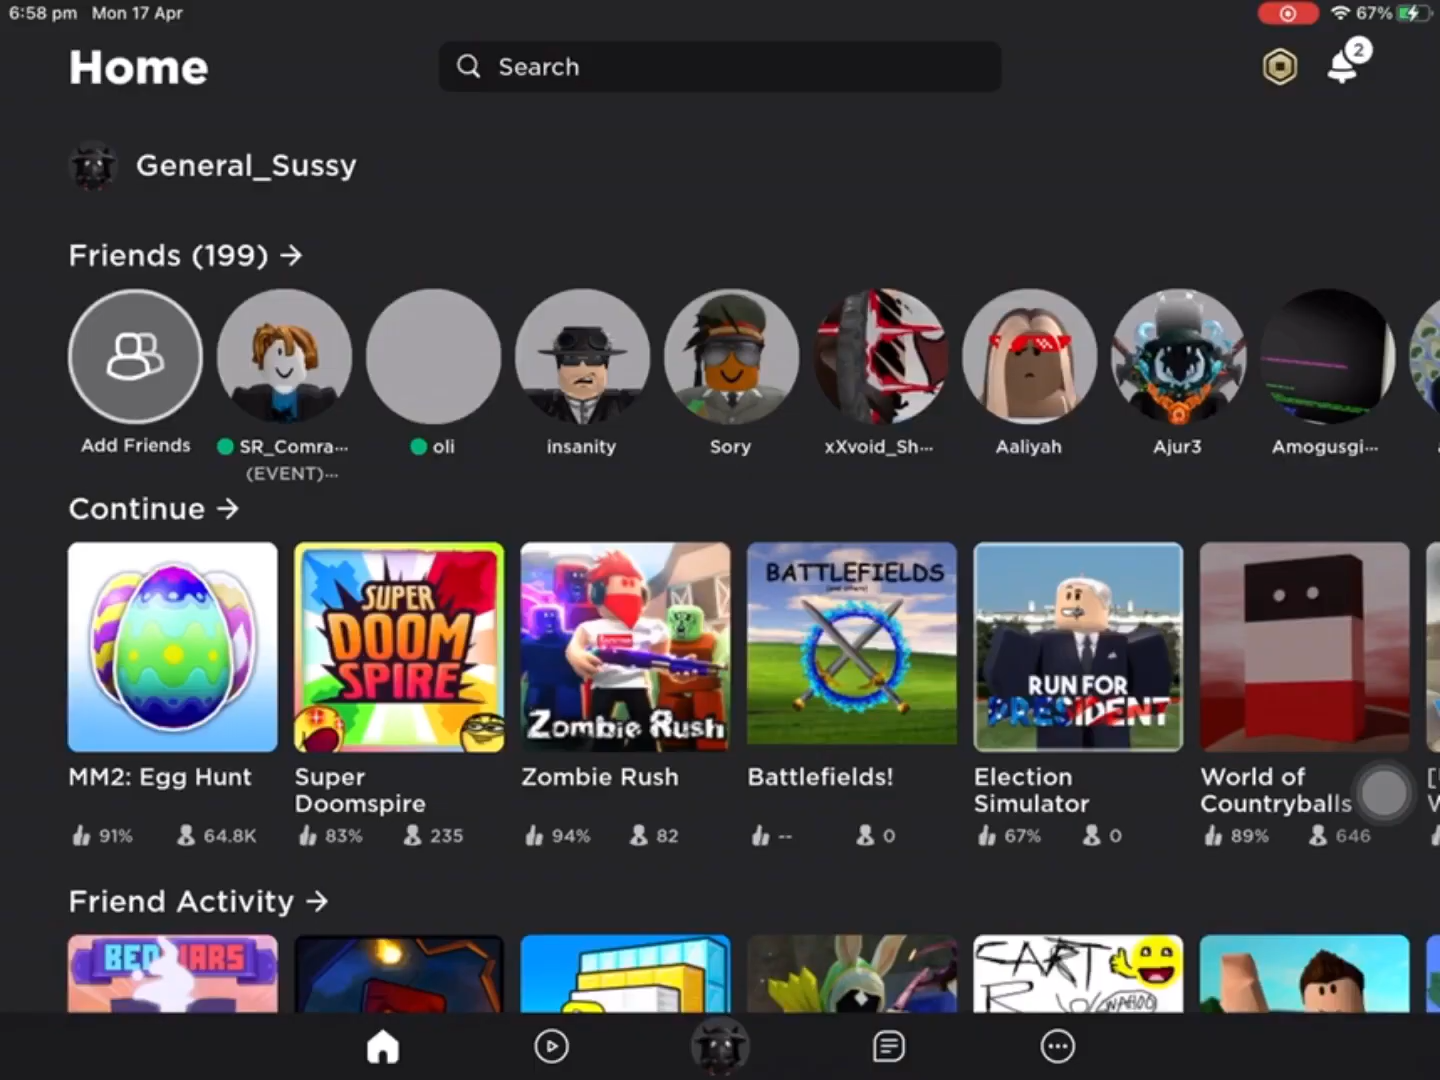 6:58 pm Mon 17 Apr 67%
Home Search 2
General_Sussy
Friends (199) →
Add Friends SR_Comra... oli insanity Sory xXvoid_Sh... Aaliyah Ajur3 Amogusgi...
(EVENT)...
Continue →
SUPER
DOOM
SPIRE
Zombie Rush
BATTLEFIELDS
RUN FOR
PRESIDENT
MM2: Egg Hunt Super Doomspire Zombie Rush Battlefields! Election Simulator World of Countryballs
91% 64.8K 83% 235 94% 82 -- 0 67% 0 89% 646
Friend Activity →
BEDWARS
CART
R